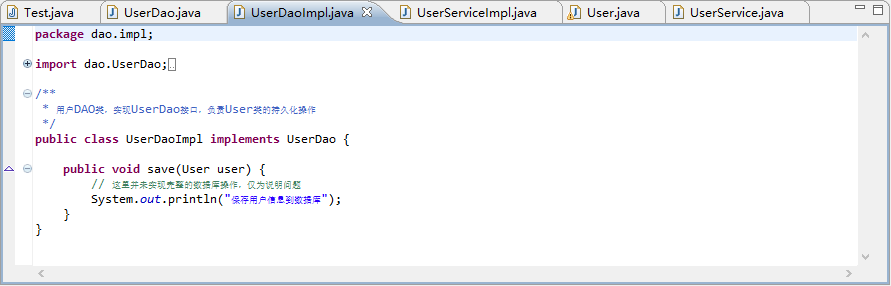 Test.java UserDao.java UserDaoImpl.java UserServiceImpl.java User.java UserService.java
package dao.impl;
import dao.UserDao;
/**
 * 用户DAO类，实现UserDao接口，负责User类的持久化操作
 */
public class UserDaoImpl implements UserDao {
    public void save(User user) {
        // 这里并未实现完整的数据库操作，仅为说明问题
        System.out.println("保存用户信息到数据库");
    }
}